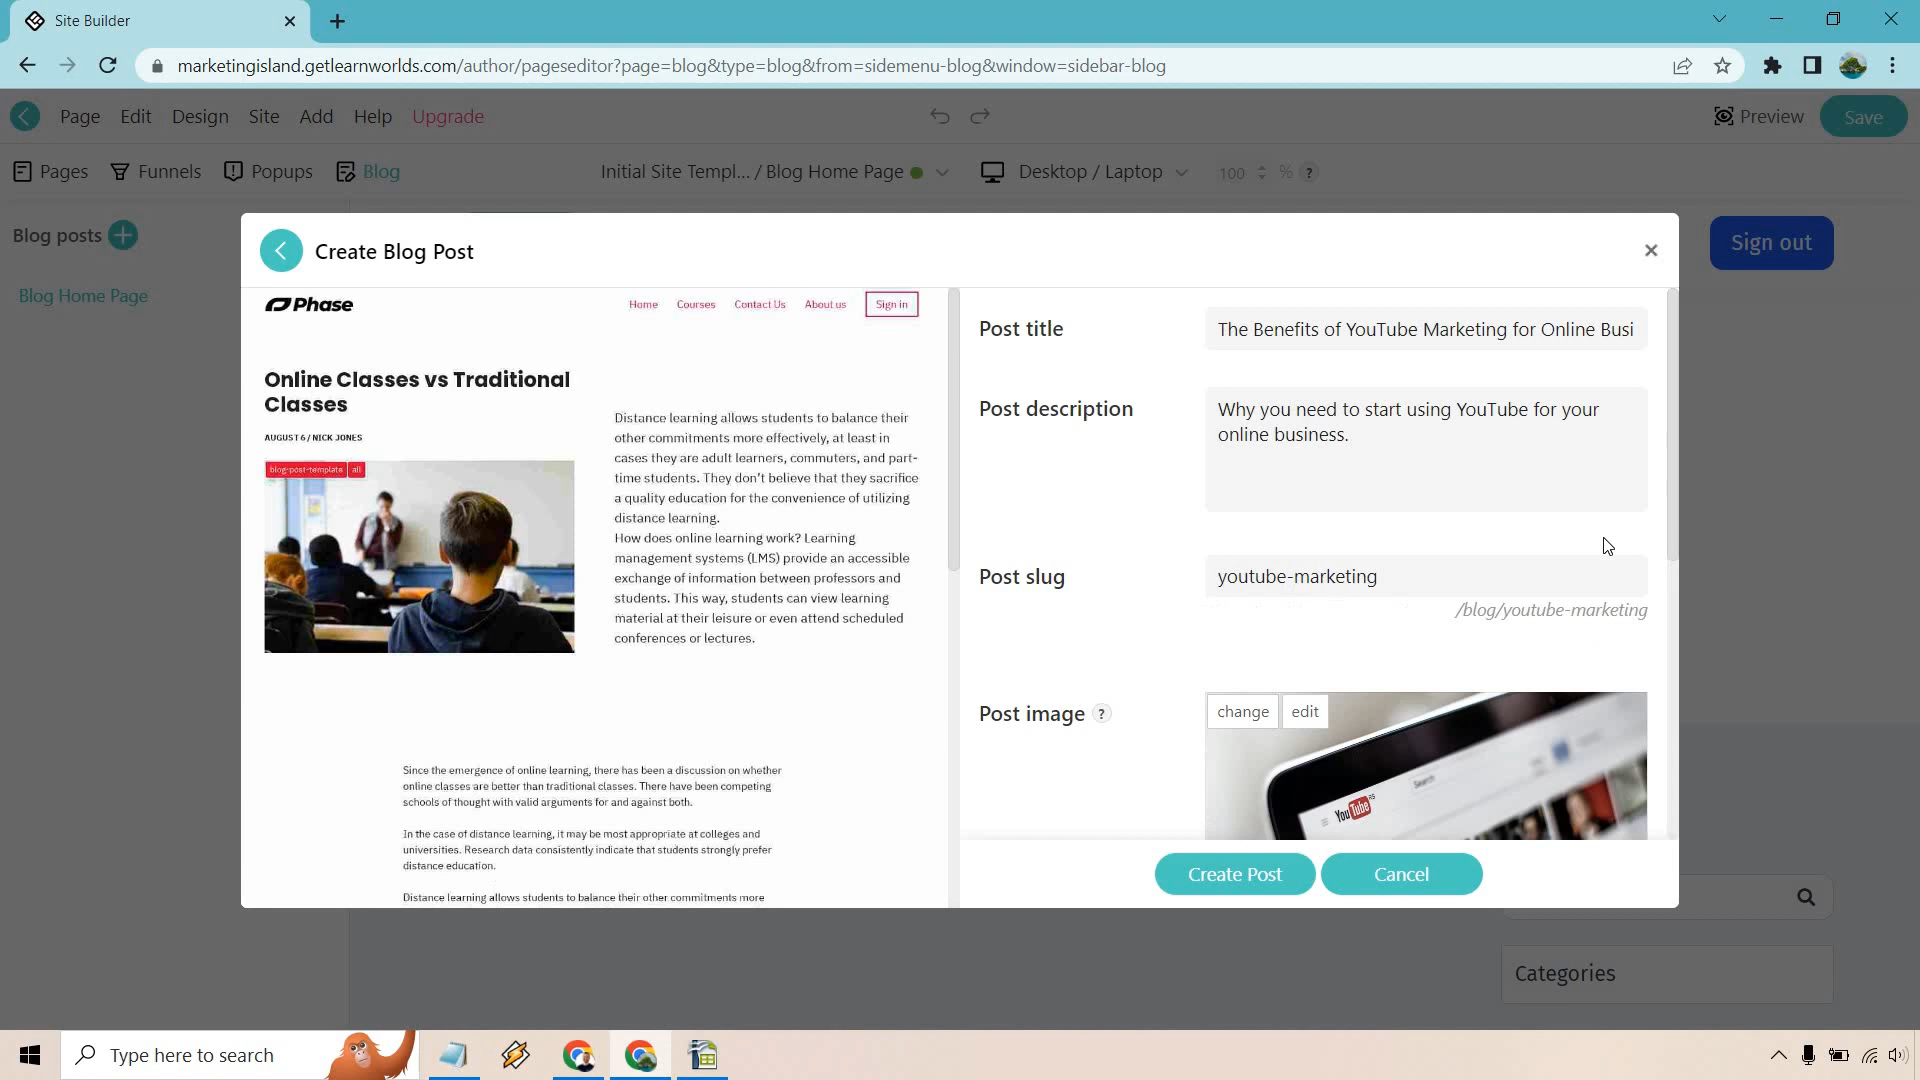 Site Builder
marketingisland.getlearnworlds.com/author/pageseditor?page=blog&type=blog&from=sidemenu-blog&window=sidebar-blog
Page Edit Design Site Add Help Upgrade Preview Save
Pages Funnels Popups Blog Initial Site Templ... / Blog Home Page Desktop / Laptop 100 % ?
Blog posts
Sign out
Blog Home Page
Create Blog Post
Phase Home Courses Contact Us About us Sign in
Online Classes vs Traditional
Classes
AUGUST 6 / NICK JONES
blog-post-template all
Distance learning allows students to balance their
other commitments more effectively, at least in
cases they are adult learners, commuters, and part-
time students. They don't believe that they sacrifice
a quality education for the convenience of utilizing
distance learning.
How does online learning work? Learning
management systems (LMS) provide an accessible
exchange of information between professors and
students. This way, students can view learning
material at their leisure or even attend scheduled
conferences or lectures.
Since the emergence of online learning, there has been a discussion on whether
online classes are better than traditional classes. There have been competing
schools of thought with valid arguments for and against both.
In the case of distance learning, it may be most appropriate at colleges and
universities. Research data consistently indicate that students strongly prefer
distance education.
Distance learning allows students to balance their other commitments more
Post title The Benefits of YouTube Marketing for Online Busi
Post description Why you need to start using YouTube for your
online business.
Post slug youtube-marketing
/blog/youtube-marketing
Post image ? change edit
Search
YouTube
Create Post Cancel
Categories
Type here to search